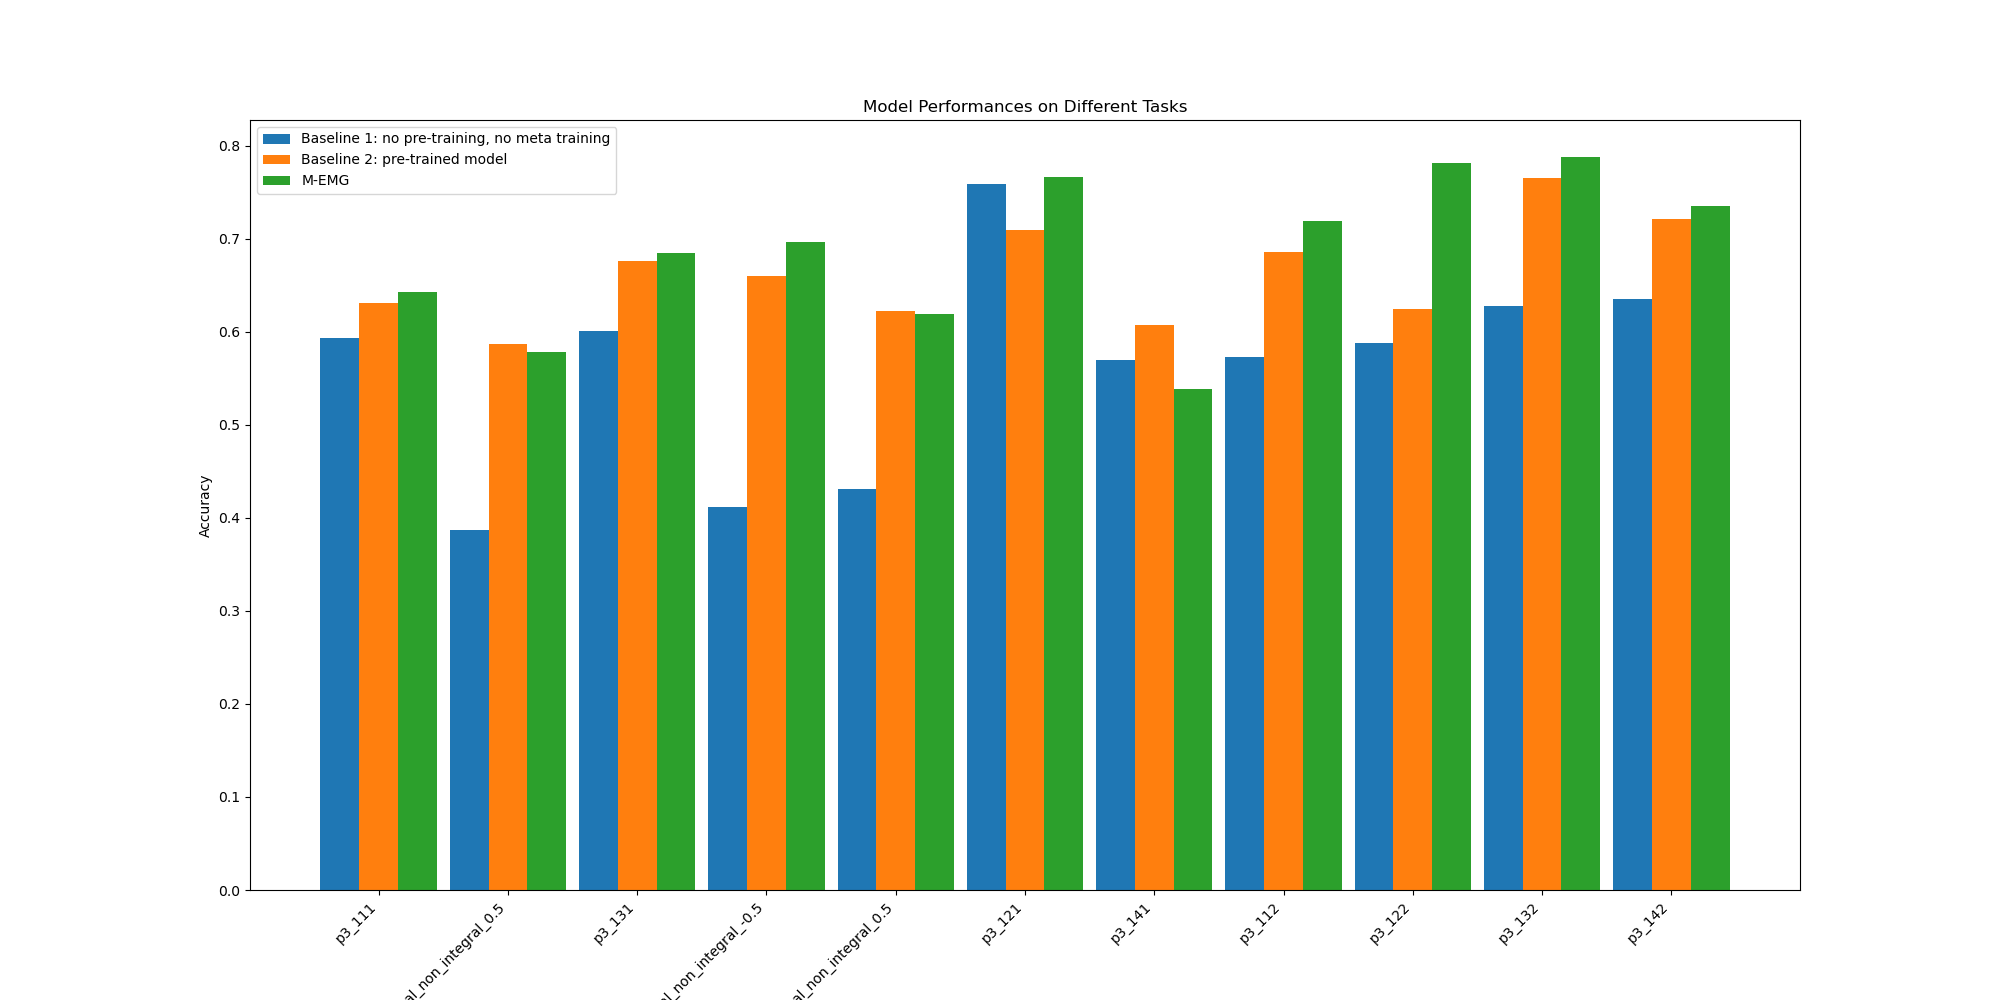 Model Performances on Different Tasks
Baseline 1: no pre-training, no meta training
Baseline 2: pre-trained model
M-EMG
Accuracy
0.8
0.7
0.6
0.5
0.4
0.3
0.2
0.1
0.0
p3_111
al_non_integral_0.5
p3_131
al_non_integral_-0.5
al_non_integral_0.5
p3_121
p3_141
p3_112
p3_122
p3_132
p3_142